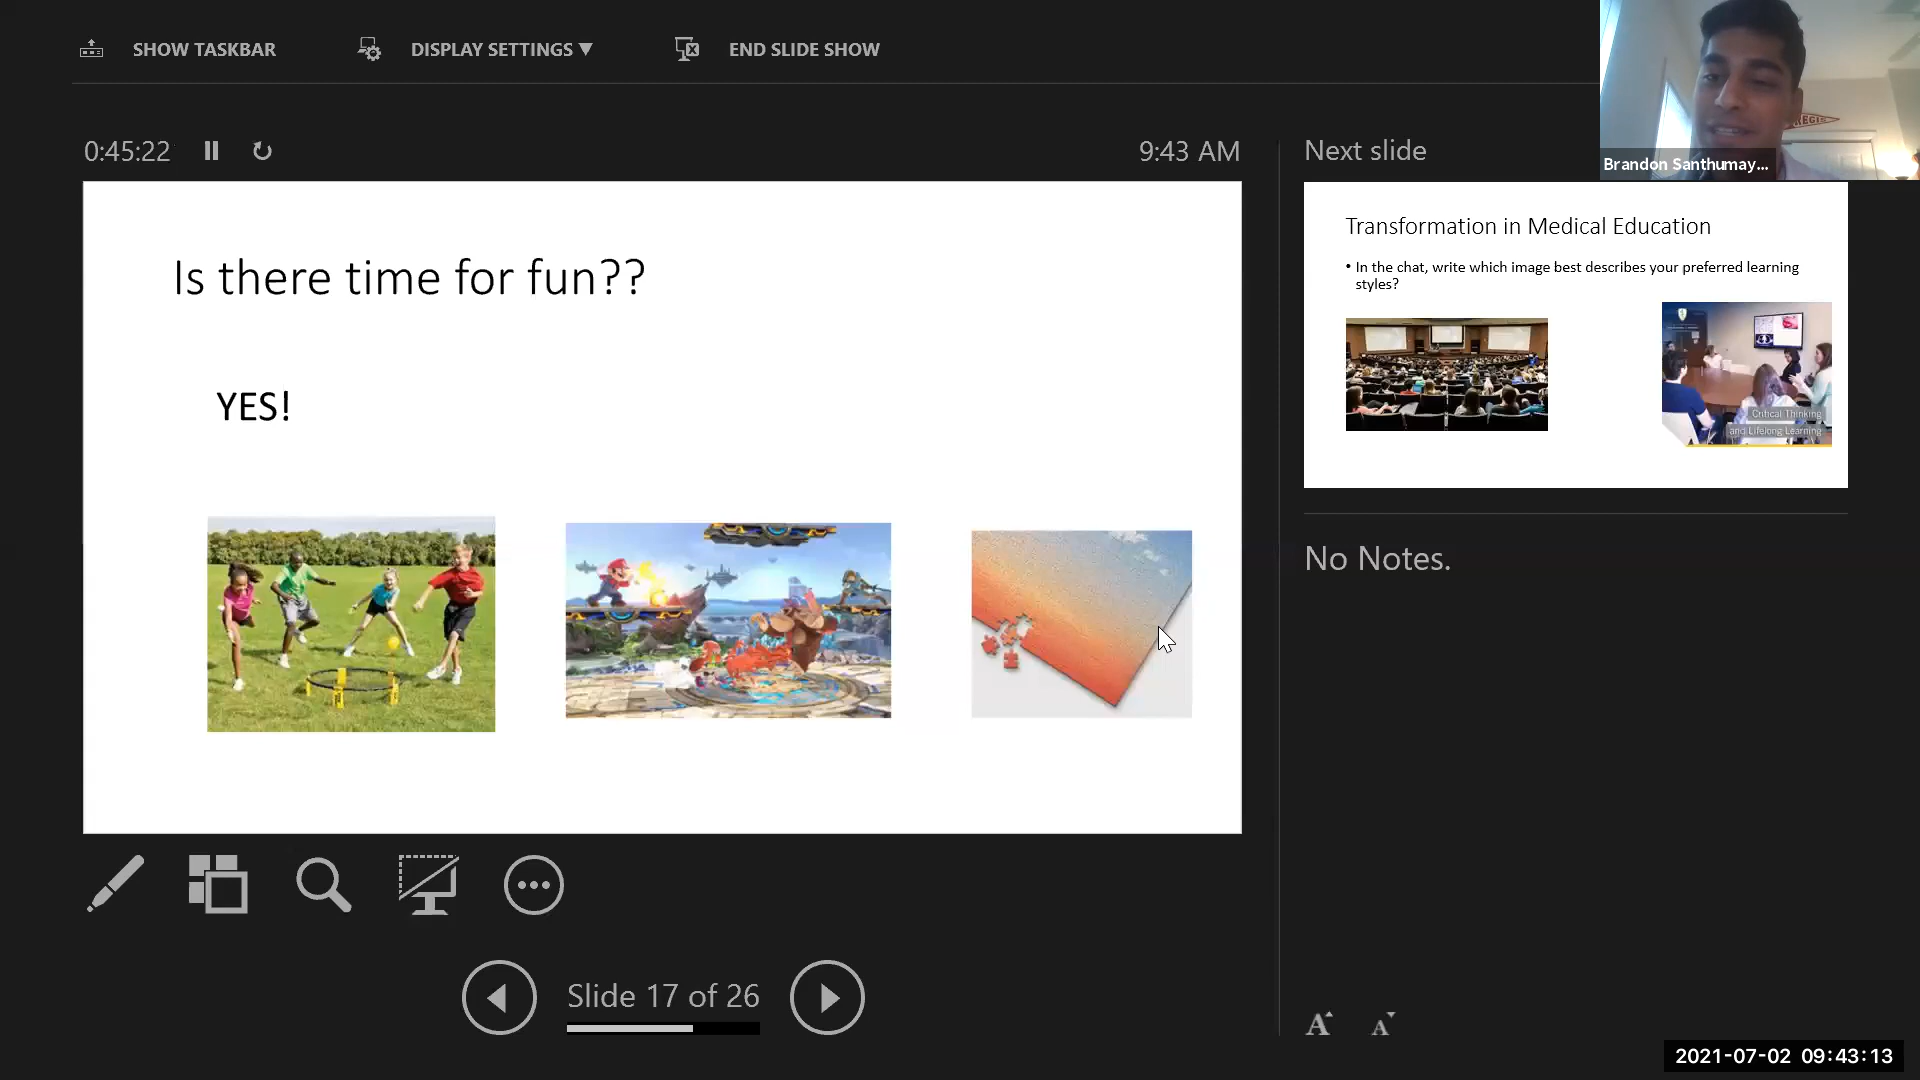 SHOW TASKBAR
DISPLAY SETTINGS ▼
END SLIDE SHOW
0:45:22
9:43 AM
Next slide
REGIS
Brandon Santhumay...
Is there time for fun??
YES!
Transformation in Medical Education
• In the chat, write which image best describes your preferred learning
styles?
Critical Thinking
and Lifelong Learning
No Notes.
Slide 17 of 26
A
A
2021-07-02 09:43:13